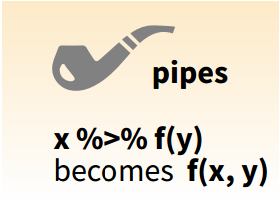 pipes
x %>% f(y)
becomes f(x, y)